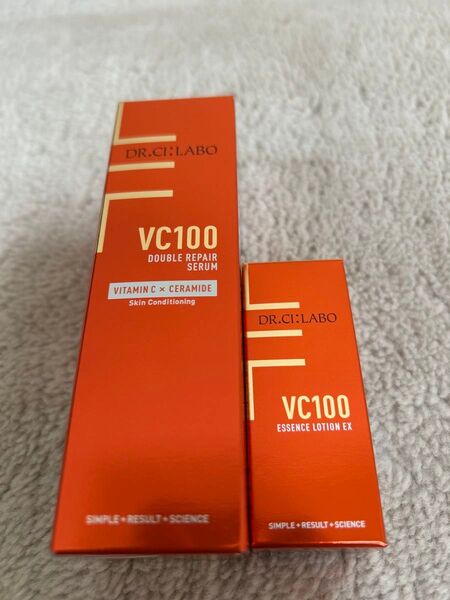 DR.CI:LABO
VC100
DOUBLE REPAIR
SERUM
VITAMIN C × CERAMIDE
Skin Conditioning
SIMPLE+RESULT+SCIENCE
DR.CI:LABO
VC100
ESSENCE LOTION EX
SIMPLE+RESULT+SCIENCE